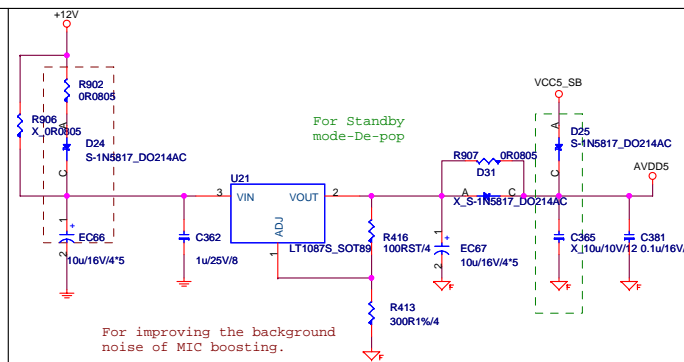 +12V
R902
0R0805
R906
X_0R0805
A
D24
S-1N5817_DO214AC
C
For Standby
mode-De-pop
VCC5_SB
A
D25
S-1N5817_DO214AC
C
R907
0R0805
D31
A
C
X_S-1N5817_DO214AC
AVDD5
U21
3
VIN
VOUT
2
ADJ
1
LT1087S_SOT89
1
+
EC66
2
10u/16V/4*5
C362
1u/25V/8
R416
100RST/4
1
+
EC67
2
10u/16V/4*5
C365
X_10u/10V/12
C381
0.1u/16V/
R413
300R1%/4
F
F
F
F
For improving the background
noise of MIC boosting.